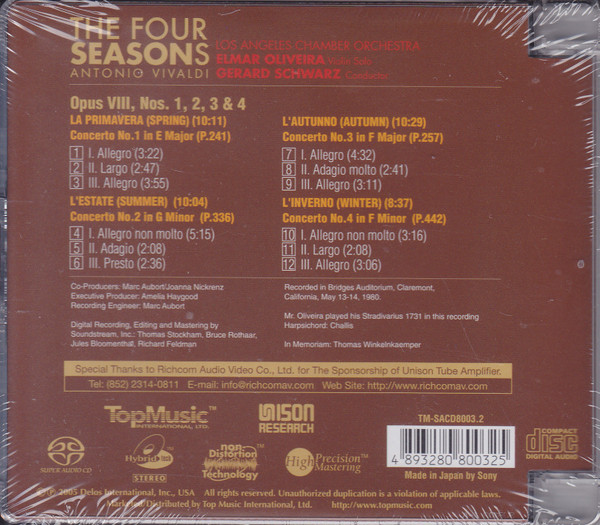 THE FOUR
SEASONS
ANTONIO VIVALDI
LOS ANGELES CHAMBER ORCHESTRA
ELMAR OLIVEIRA Violin Solo
GERARD SCHWARZ Conductor
Opus VIII, Nos. 1, 2, 3 & 4
LA PRIMAVERA (SPRING) (10:11)
Concerto No.1 in E Major (P.241)
1 I. Allegro (3:22)
2 II. Largo (2:47)
3 III. Allegro (3:55)
L'ESTATE (SUMMER) (10:04)
Concerto No.2 in G Minor (P.336)
4 I. Allegro non molto (5:15)
5 II. Adagio (2:08)
6 III. Presto (2:36)
L'AUTUNNO (AUTUMN) (10:29)
Concerto No.3 in F Major (P.257)
7 I. Allegro (4:32)
8 II. Adagio molto (2:41)
9 III. Allegro (3:11)
L'INVERNO (WINTER) (8:37)
Concerto No.4 in F Minor (P.442)
10 I. Allegro non molto (3:16)
11 II. Largo (2:08)
12 III. Allegro (3:06)
Co-Producers: Marc Aubort/Joanna Nickrenz
Executive Producer: Amelia Haygood
Recording Engineer: Marc Aubort
Digital Recording, Editing and Mastering by
Soundstream, Inc.: Thomas Stockham, Bruce Rothaar,
Jules Bloomenthal, Richard Feldman
Recorded in Bridges Auditorium, Claremont,
California, May 13-14, 1980.
Mr. Oliveira played his Stradivarius 1731 in this recording
Harpsichord: Challis
In Memoriam: Thomas Winkelnkaemper
Special Thanks to Richcom Audio Video Co., Ltd. for The Sponsorship of Unison Tube Amplifier.
Tel: (852) 2314-0811 E-mail: info@richcomav.com Web Site: http://www.richcomav.com
TopMusic™
INTERNATIONAL, LTD.
UNISON
RESEARCH
TM-SACD8003.2
4 893280 800325
Made in Japan by Sony
COMPACT
disc
DIGITAL AUDIO
SUPER AUDIO CD
Hybrid
STEREO
non
Distortion
Technology
™
High Precision™
Mastering
©℗ 2005 Delos International, Inc., USA All rights reserved. Unauthorized duplication is a violation of applicable laws.
Marketed/Distributed by Top Music International, Ltd. http://www.topmusic.com